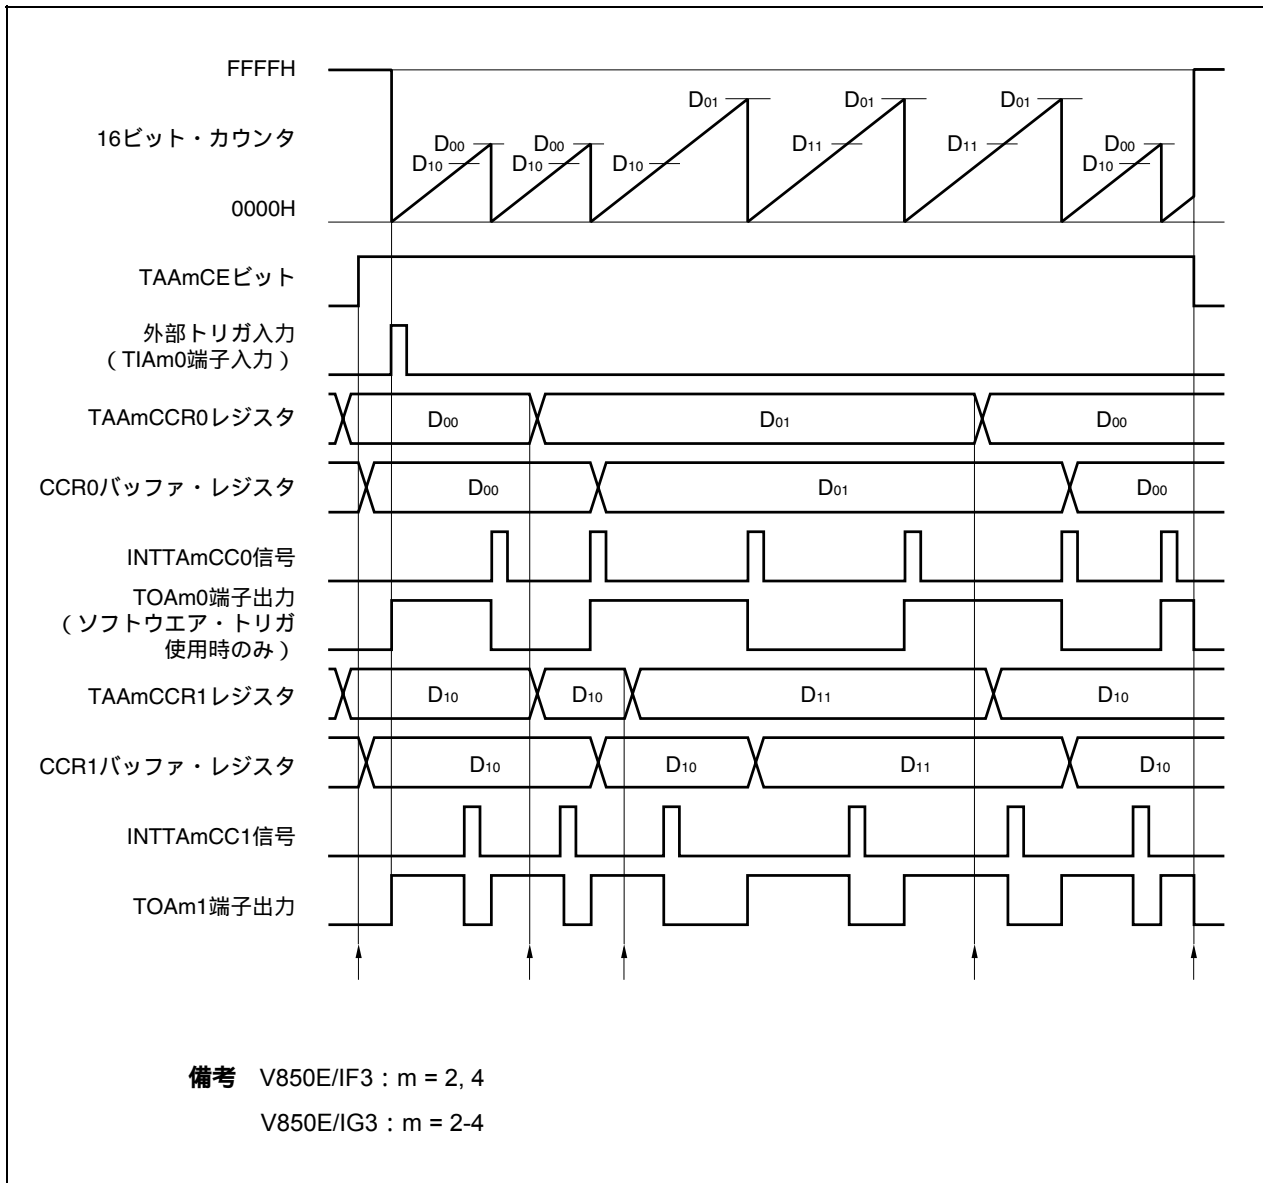 FFFFH
D01 D01 D01
16ビット・カウンタ
D00 D00 D11 D11 D00
D10 D10 D10 D10
0000H
TAAmCEビット
外部トリガ入力
（TIAm0端子入力）
TAAmCCR0レジスタ D00 D01 D00
CCR0バッファ・レジスタ D00 D01 D00
INTTAmCC0信号
TOAm0端子出力
（ソフトウエア・トリガ
使用時のみ）
TAAmCCR1レジスタ D10 D10 D11 D10
CCR1バッファ・レジスタ D10 D10 D11 D10
INTTAmCC1信号
TOAm1端子出力
備考 V850E/IF3：m = 2, 4
V850E/IG3：m = 2-4